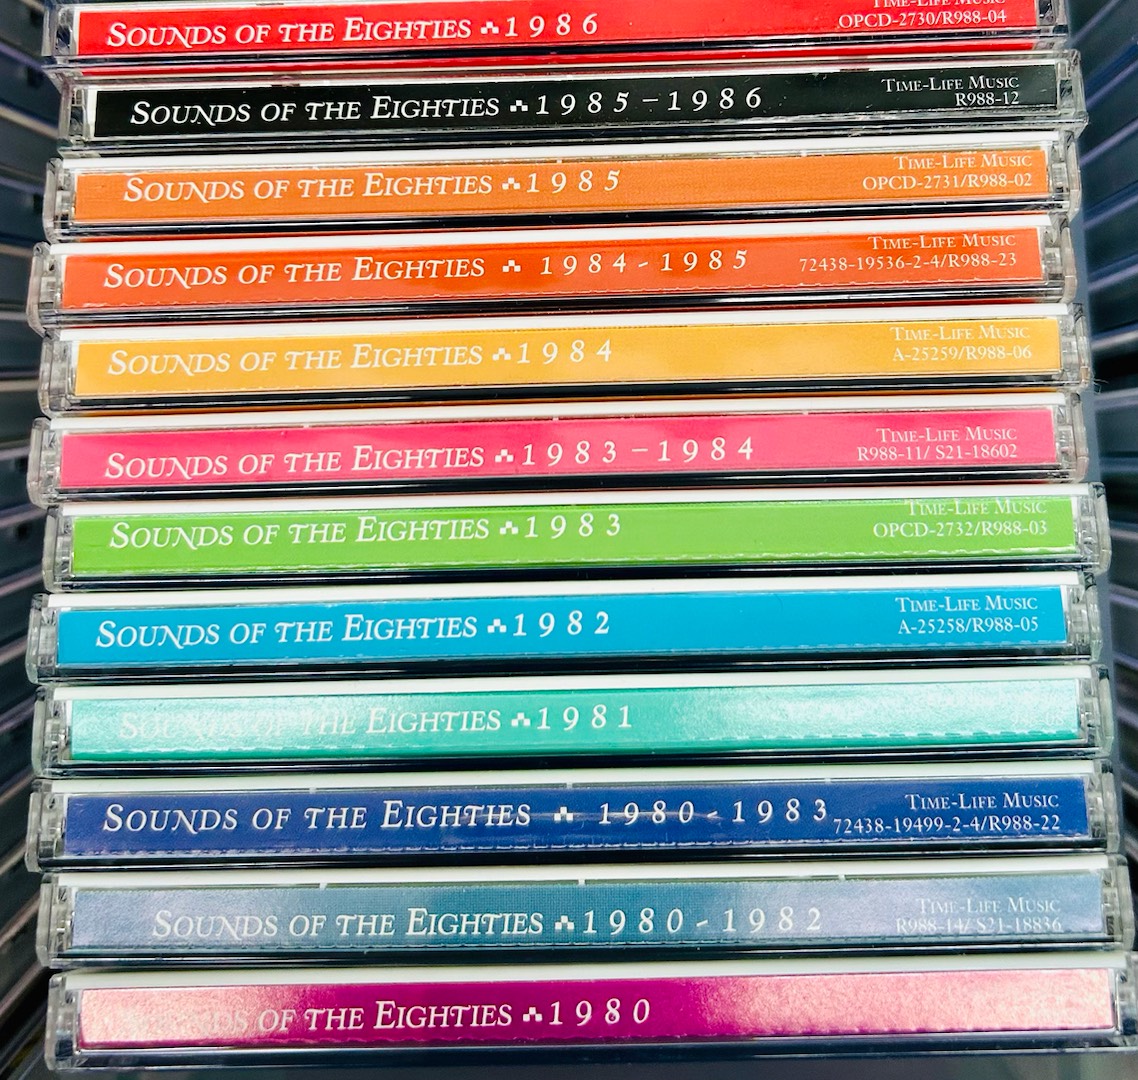 SOUNDS OF THE EIGHTIES 1986
TIME-LIFE MUSIC
OPCD-2730/R988-04
SOUNDS OF THE EIGHTIES 1985-1986
TIME-LIFE MUSIC
R988-12
SOUNDS OF THE EIGHTIES 1985
TIME-LIFE MUSIC
OPCD-2731/R988-02
SOUNDS OF THE EIGHTIES 1984-1985
TIME-LIFE MUSIC
72438-19536-2-4/R988-23
SOUNDS OF THE EIGHTIES 1984
TIME-LIFE MUSIC
A-25259/R988-06
SOUNDS OF THE EIGHTIES 1983-1984
TIME-LIFE MUSIC
R988-11/ S21-18602
SOUNDS OF THE EIGHTIES 1983
TIME-LIFE MUSIC
OPCD-2732/R988-03
SOUNDS OF THE EIGHTIES 1982
TIME-LIFE MUSIC
A-25258/R988-05
SOUNDS OF THE EIGHTIES 1981
SOUNDS OF THE EIGHTIES 1980-1983
TIME-LIFE MUSIC
72438-19499-2-4/R988-22
SOUNDS OF THE EIGHTIES 1980-1982
TIME-LIFE MUSIC
R988-14/ S21-18836
SOUNDS OF THE EIGHTIES 1980